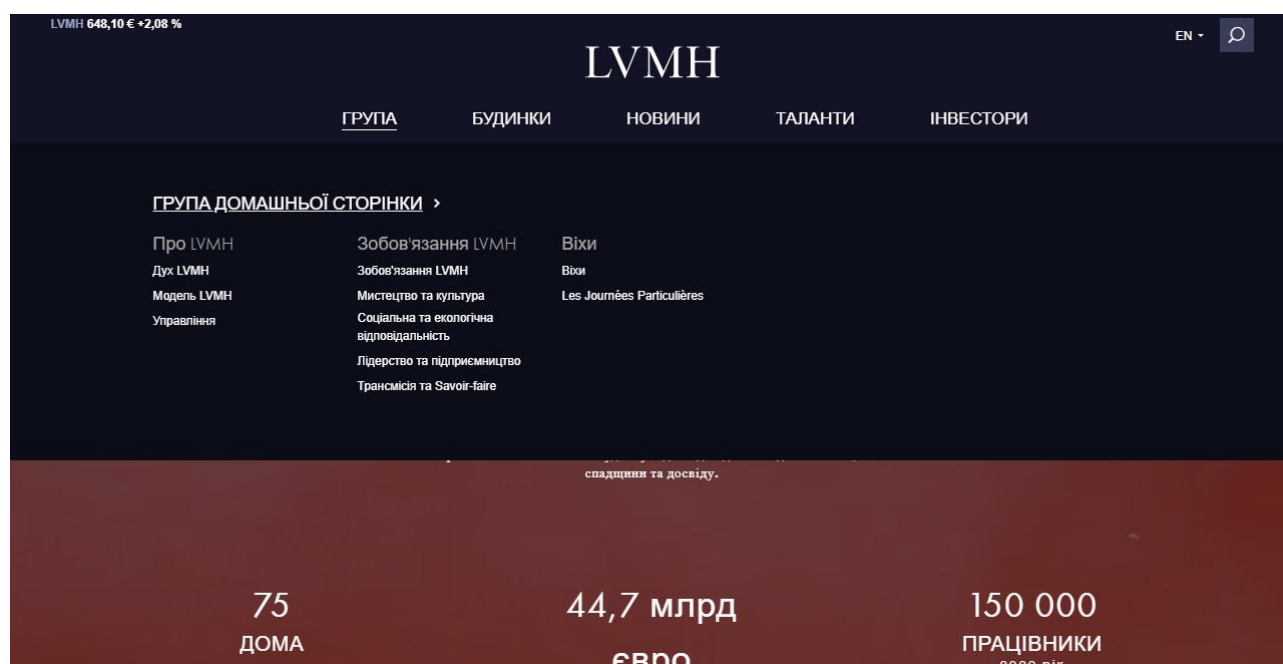 LVMH 648,10 € +2,08 %
EN
LVMH
ГРУПА БУДИНКИ НОВИНИ ТАЛАНТИ ІНВЕСТОРИ
ГРУПА ДОМАШНЬОЇ СТОРІНКИ >
Про LVMH
Дух LVMH
Модель LVMH
Управління
Зобов'язання LVMH
Зобов'язання LVMH
Мистецтво та культура
Соціальна та екологічна
відповідальність
Лідерство та підприємництво
Трансмісія та Savoir-faire
Віхи
Віхи
Les Journées Particulières
спадщини та досвіду.
75
ДОМА
44,7 млрд
євро
150 000
ПРАЦІВНИКИ